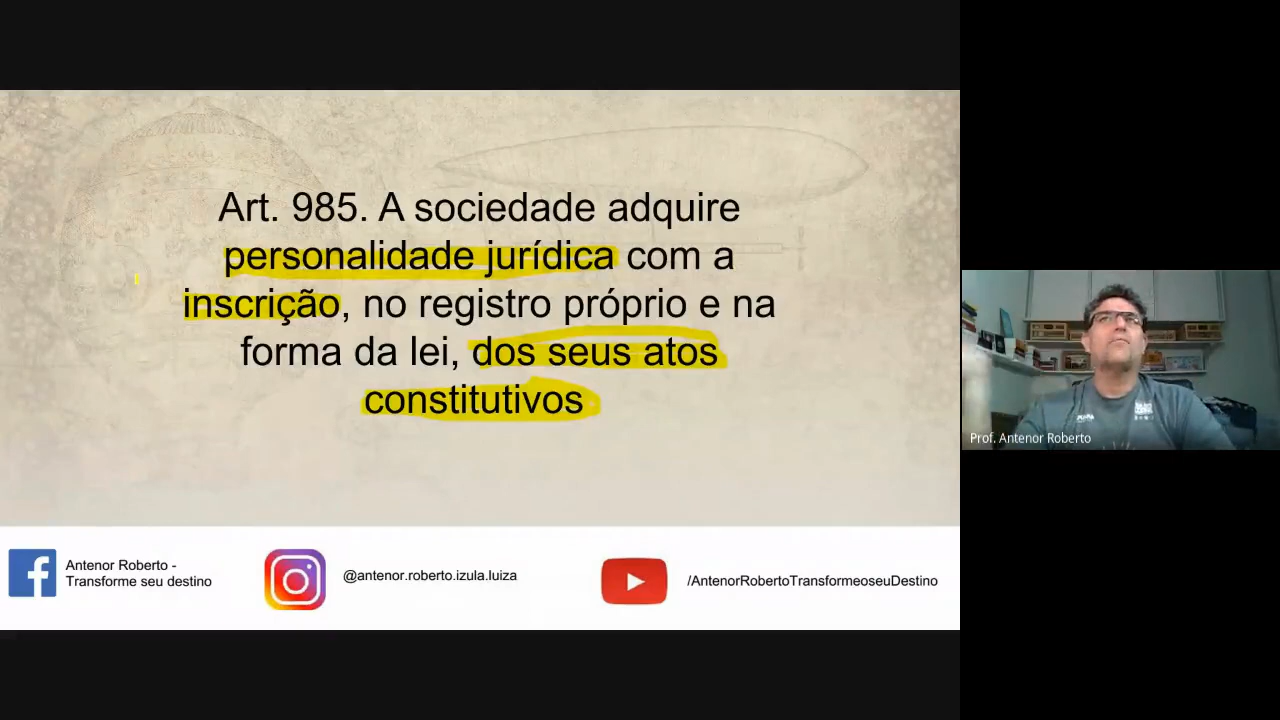 Art. 985. A sociedade adquire
personalidade jurídica com a
inscrição, no registro próprio e na
forma da lei, dos seus atos
constitutivos
Antenor Roberto -
Transforme seu destino
@antenor.roberto.izula.luiza
/AntenorRobertoTransformeoseuDestino
Prof. Antenor Roberto